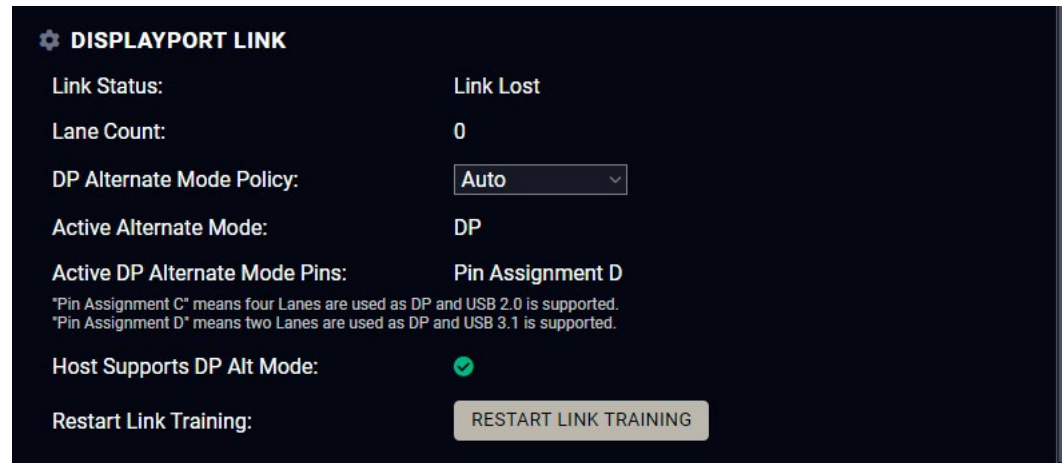 DISPLAYPORT LINK
Link Status: Link Lost
Lane Count: 0
DP Alternate Mode Policy: Auto
Active Alternate Mode: DP
Active DP Alternate Mode Pins: Pin Assignment D
"Pin Assignment C" means four Lanes are used as DP and USB 2.0 is supported.
"Pin Assignment D" means two Lanes are used as DP and USB 3.1 is supported.
Host Supports DP Alt Mode:
Restart Link Training: RESTART LINK TRAINING